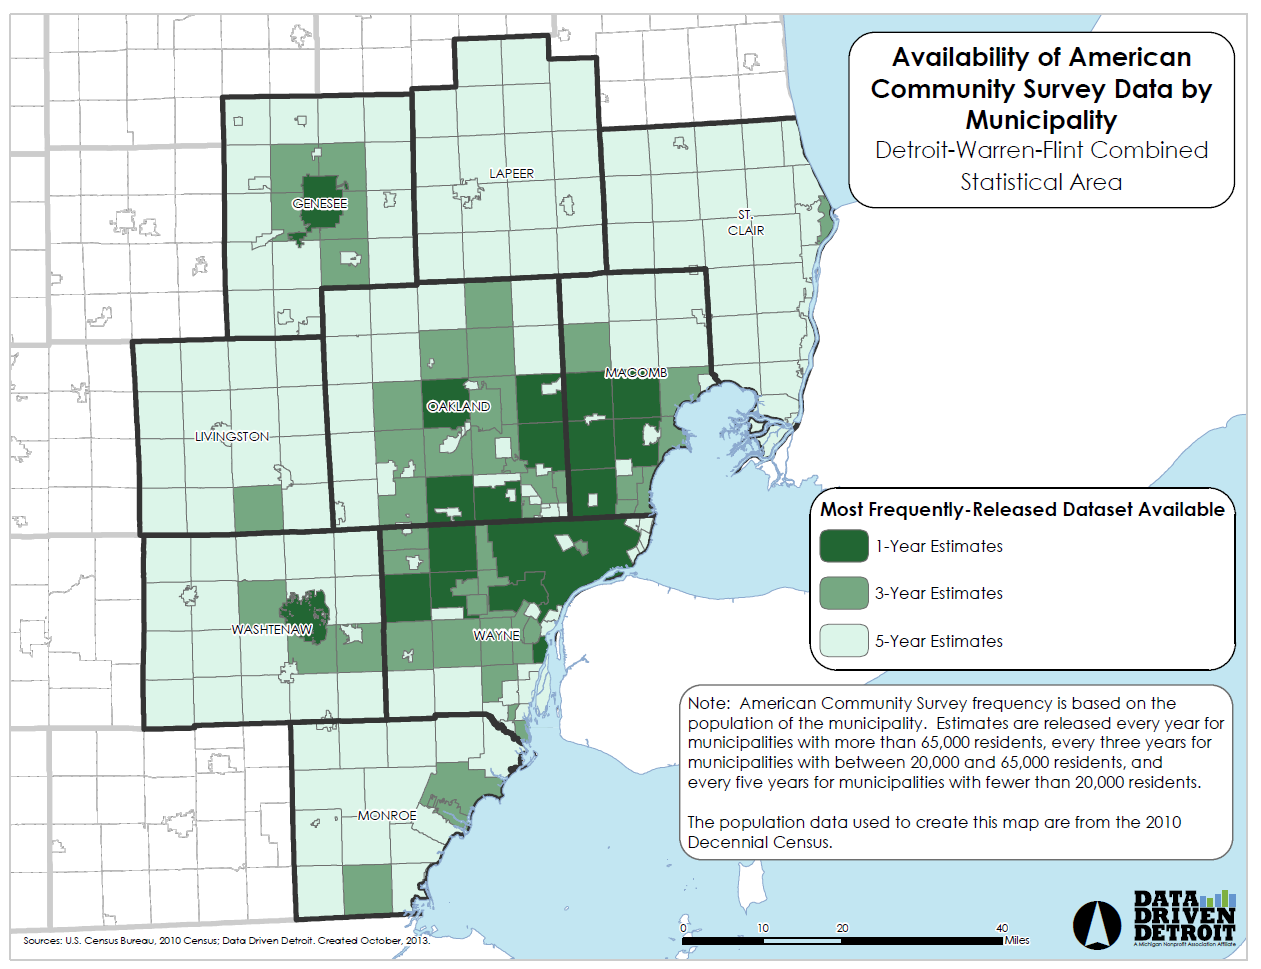 Availability of American
Community Survey Data by
Municipality
Detroit-Warren-Flint Combined
Statistical Area
LAPEER
GENESEE
ST.
CLAIR
MACOMB
OAKLAND
LIVINGSTON
WASHTENAW
WAYNE
MONROE
Most Frequently-Released Dataset Available
1-Year Estimates
3-Year Estimates
5-Year Estimates
Note:  American Community Survey frequency is based on the
population of the municipality.  Estimates are released every year for
municipalities with more than 65,000 residents, every three years for
municipalities with between 20,000 and 65,000 residents, and
every five years for municipalities with fewer than 20,000 residents.
The population data used to create this map are from the 2010
Decennial Census.
Sources: U.S. Census Bureau, 2010 Census; Data Driven Detroit. Created October, 2013.
0 10 20 40
Miles
DATA
DRIVEN
DETROIT
A Michigan Nonprofit Association Affiliate